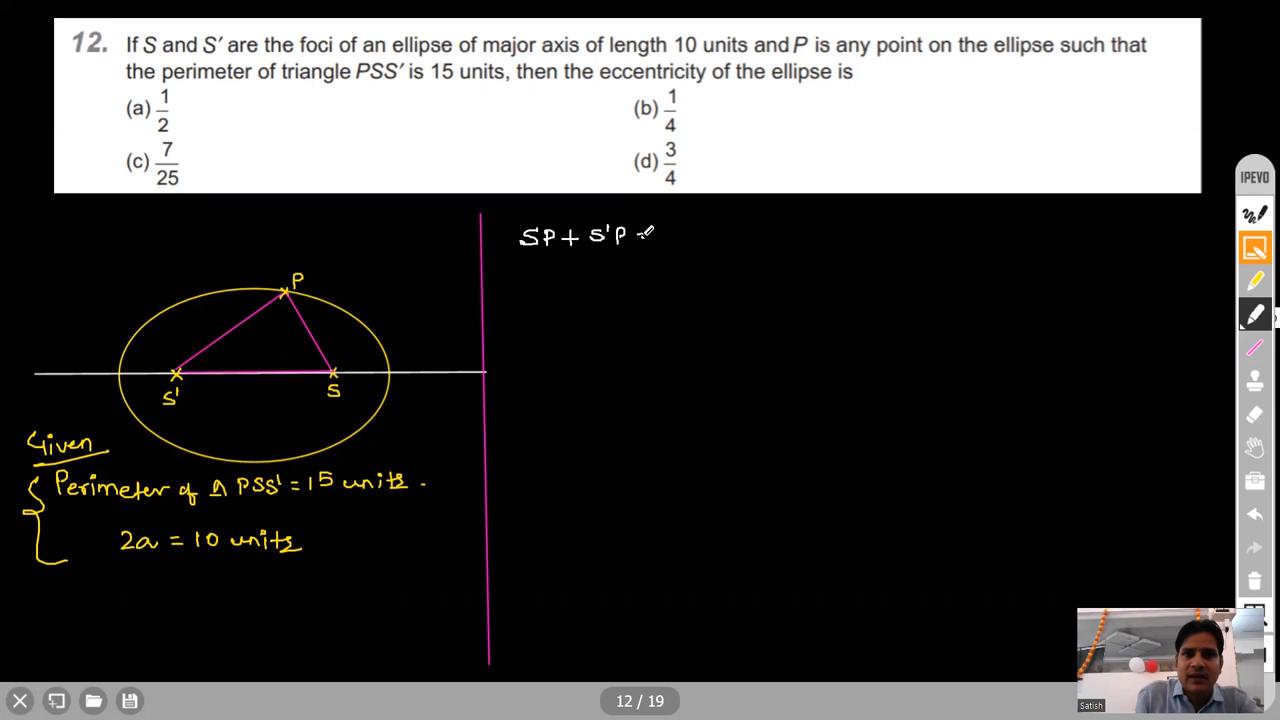 12. If S and S′ are the foci of an ellipse of major axis of length 10 units and P is any point on the ellipse such that
the perimeter of triangle PSS′ is 15 units, then the eccentricity of the ellipse is
(a) 1/2 (b) 1/4
(c) 7/25 (d) 3/4
IPEVO
SP + S'P =
P
S' S
Given
Perimeter of Δ PSS' = 15 units.
2a = 10 units
Satish
12 / 19